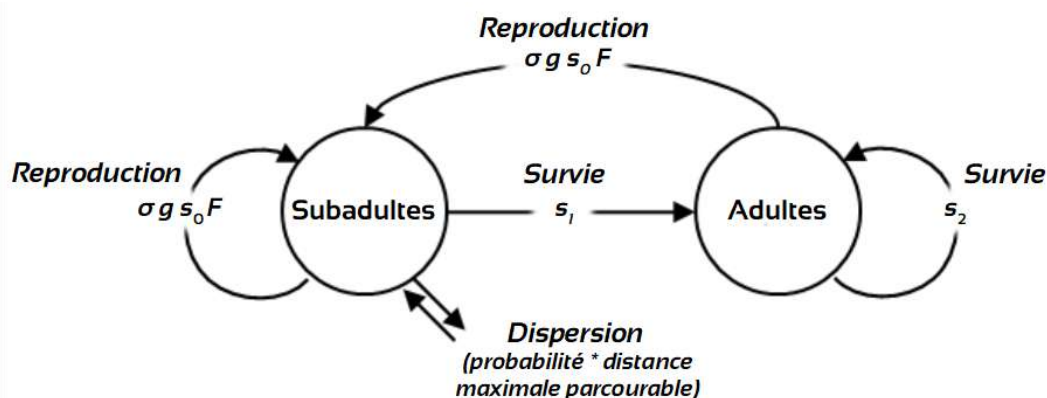 Reproduction
σ g s₀ F
Reproduction
σ g s₀ F
Subadultes
Survie
s₁
Adultes
Survie
s₂
Dispersion
(probabilité * distance
maximale parcourable)